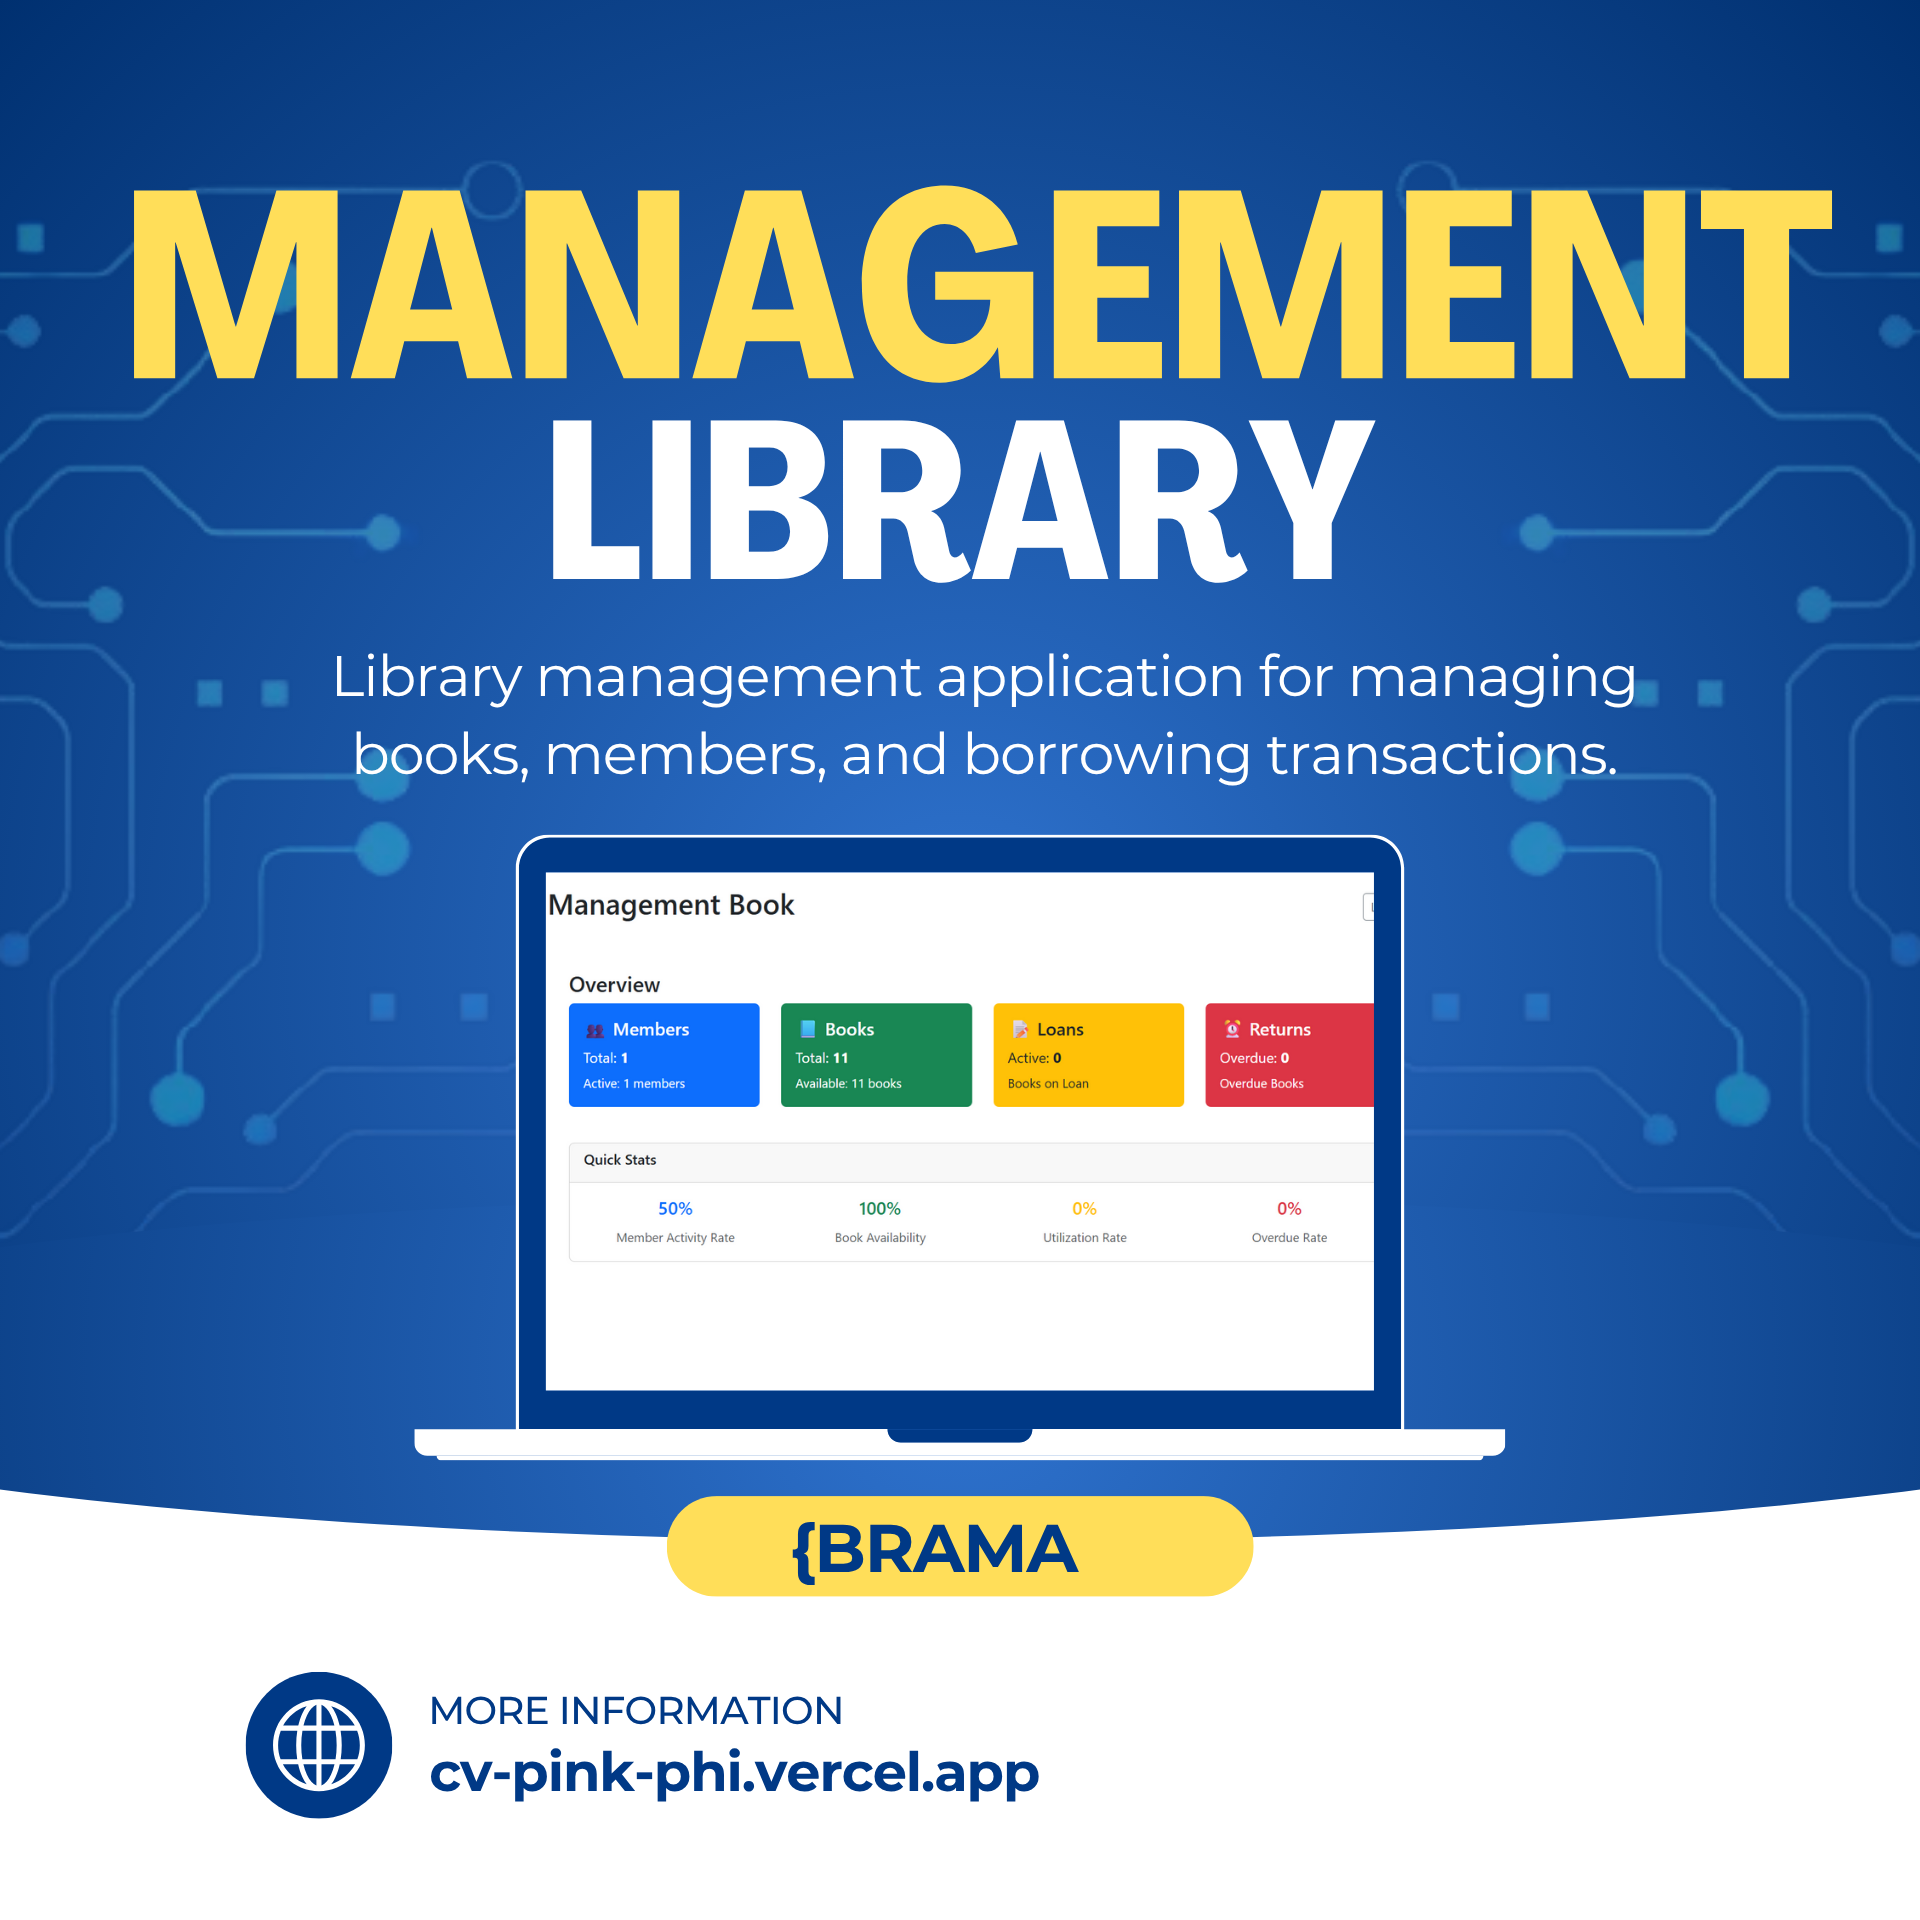 MANAGEMENT
LIBRARY
Library management application for managing
books, members, and borrowing transactions.
Management Book
Overview
Members
Total: 1
Active: 1 members
Books
Total: 11
Available: 11 books
Loans
Active: 0
Books on Loan
Returns
Overdue: 0
Overdue Books
Quick Stats
50%
Member Activity Rate
100%
Book Availability
0%
Utilization Rate
0%
Overdue Rate
{BRAMA
MORE INFORMATION
cv-pink-phi.vercel.app